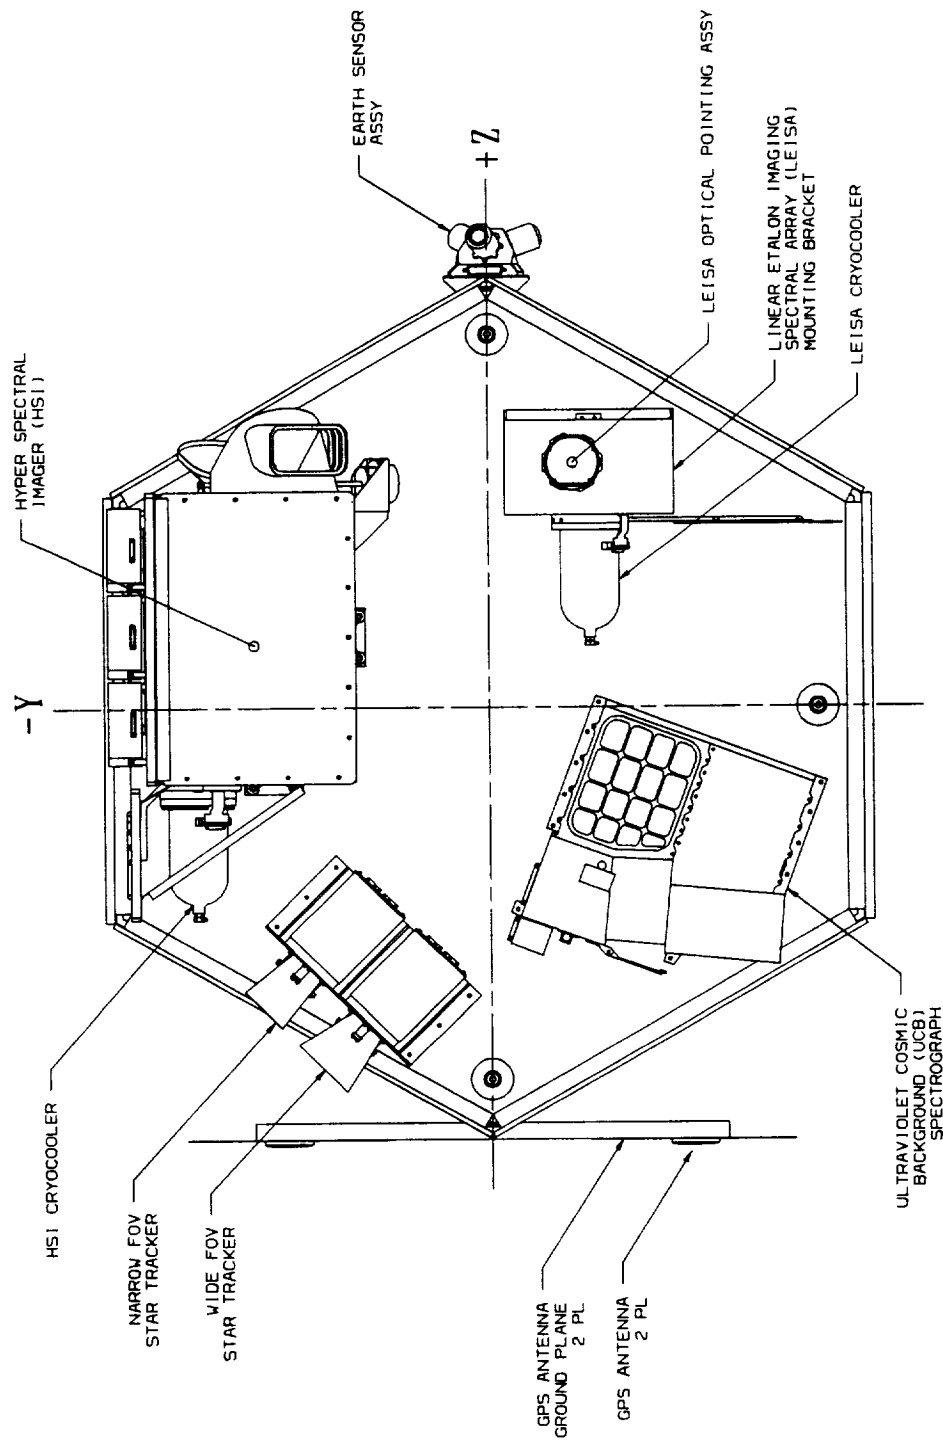 EARTH SENSOR
ASSY
+Z
LEISA OPTICAL POINTING ASSY
LINEAR ETALON IMAGING
SPECTRAL ARRAY (LEISA)
MOUNTING BRACKET
LEISA CRYOCOOLER
HYPER SPECTRAL
IMAGER (HSI)
-Y
HSI CRYOCOOLER
NARROW FOV
STAR TRACKER
WIDE FOV
STAR TRACKER
GPS ANTENNA
GROUND PLANE
2 PL
GPS ANTENNA
2 PL
ULTRAVIOLET COSMIC
BACKGROUND (UCB)
SPECTROGRAPH